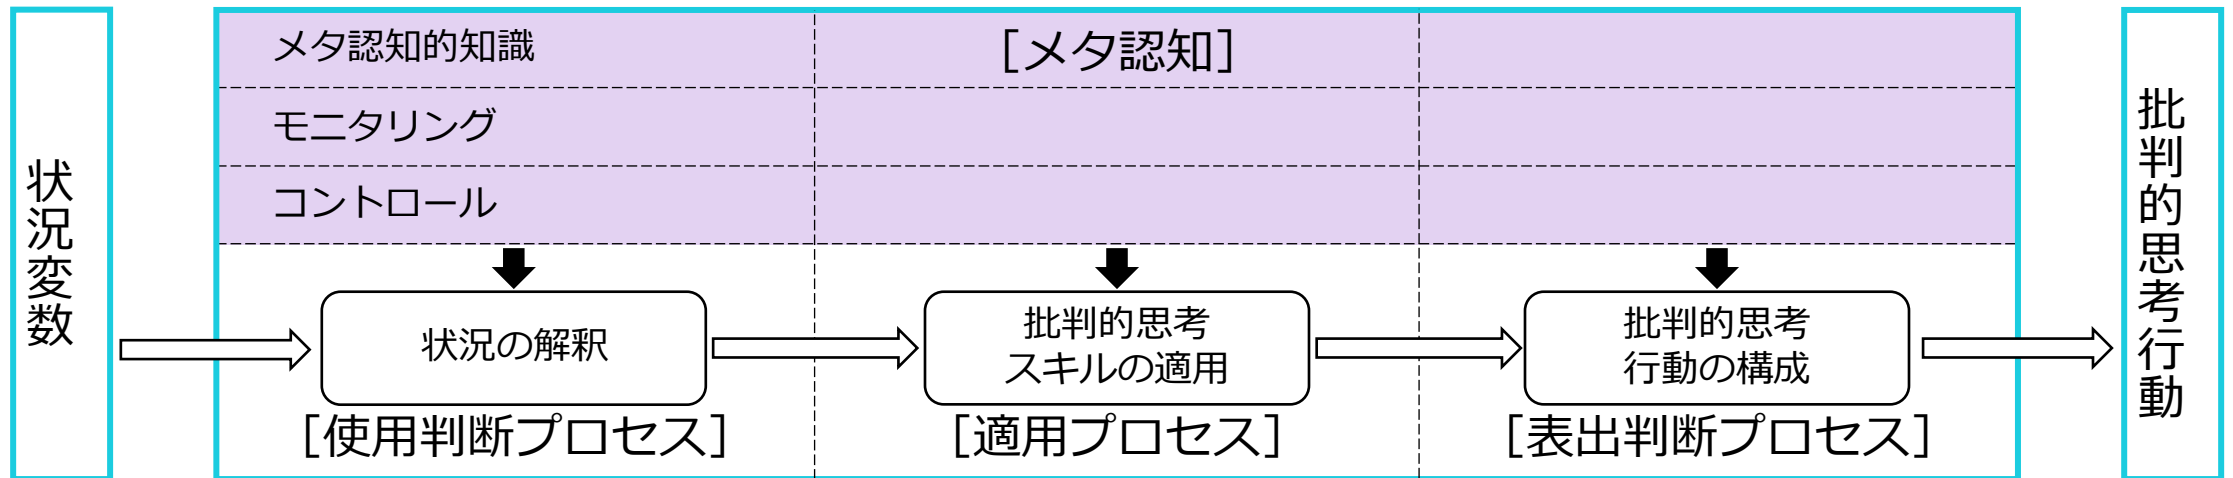 状況変数
メタ認知的知識
［メタ認知］
モニタリング
コントロール
状況の解釈
批判的思考
スキルの適用
批判的思考
行動の構成
［使用判断プロセス］
［適用プロセス］
［表出判断プロセス］
批判的思考行動